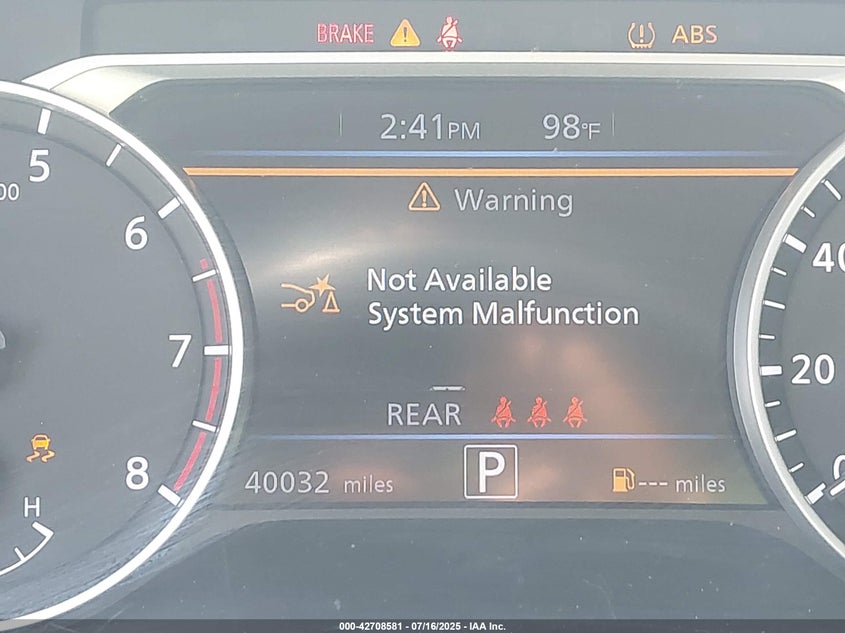 BRAKE ABS
2:41PM 98°F
Warning
5
00
6
Not Available
System Malfunction
7
40
20
REAR
8
H
40032 miles P --- miles
0
000-42708581 - 07/16/2025 - IAA Inc.